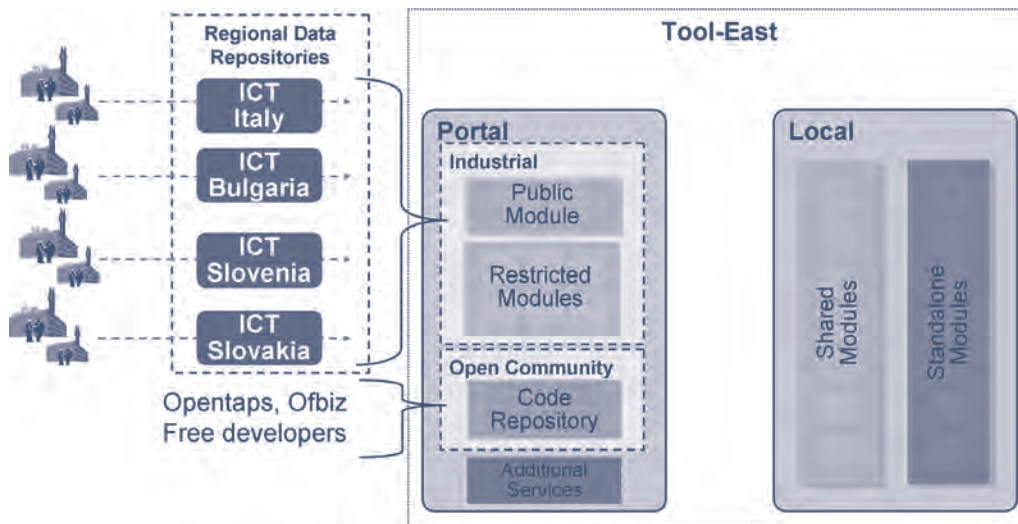 Regional Data
Repositories
ICT
Italy
ICT
Bulgaria
ICT
Slovenia
ICT
Slovakia
Opentaps, Ofbiz
Free developers
Tool-East
Portal
Industrial
Public
Module
Restricted
Modules
Open Community
Code
Repository
Additional
Services
Local
Shared
Modules
Standalone
Modules